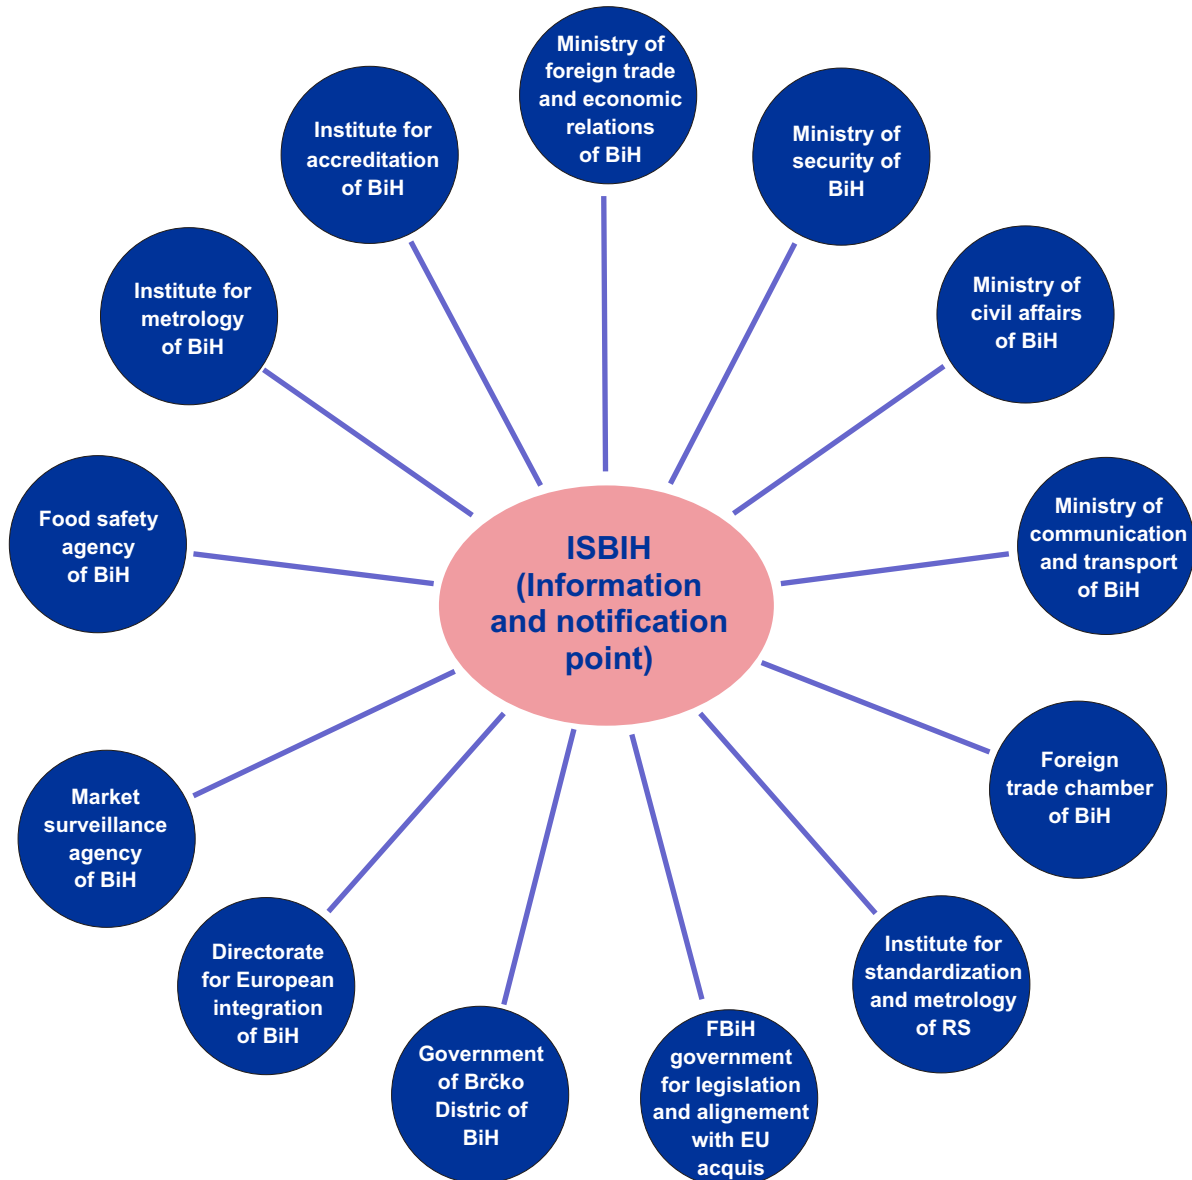 Ministry of
foreign trade
and economic
relations
of BiH
Ministry of
security of
BiH
Ministry of
civil affairs
of BiH
Ministry of
communication
and transport
of BiH
Foreign
trade chamber
of BiH
Institute for
standardization
and metrology
of RS
FBiH
government
for legislation
and alignement
with EU
acquis
Government
of Brčko
Distric of
BiH
Directorate
for European
integration
of BiH
Market
surveillance
agency
of BiH
Food safety
agency
of BiH
Institute for
metrology
of BiH
Institute for
accreditation
of BiH
ISBIH
(Information
and notification
point)